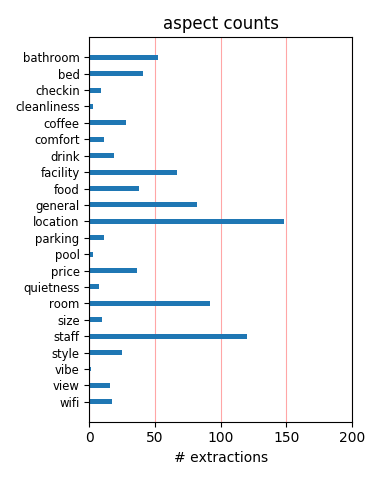 aspect counts
bathroom
bed
checkin
cleanliness
coffee
comfort
drink
facility
food
general
location
parking
pool
price
quietness
room
size
staff
style
vibe
view
wifi
0 50 100 150 200
# extractions